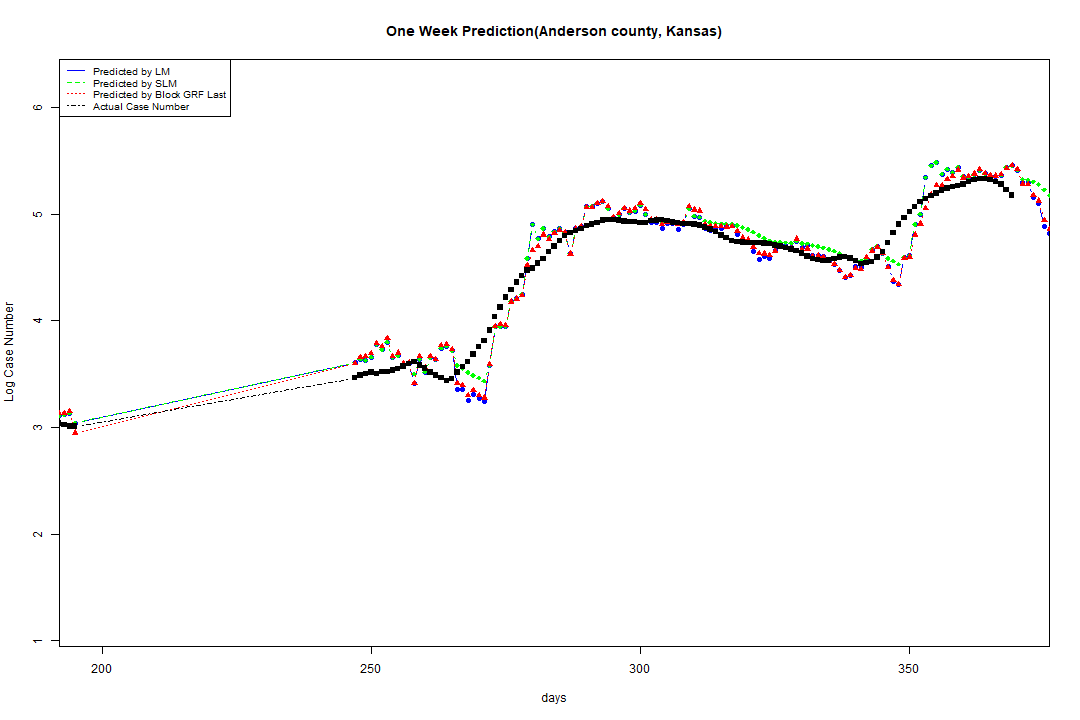 One Week Prediction(Anderson county, Kansas)
Predicted by LM
Predicted by SLM
Predicted by Block GRF Last
Actual Case Number
Log Case Number
6
5
4
3
2
1
200
250
300
350
days